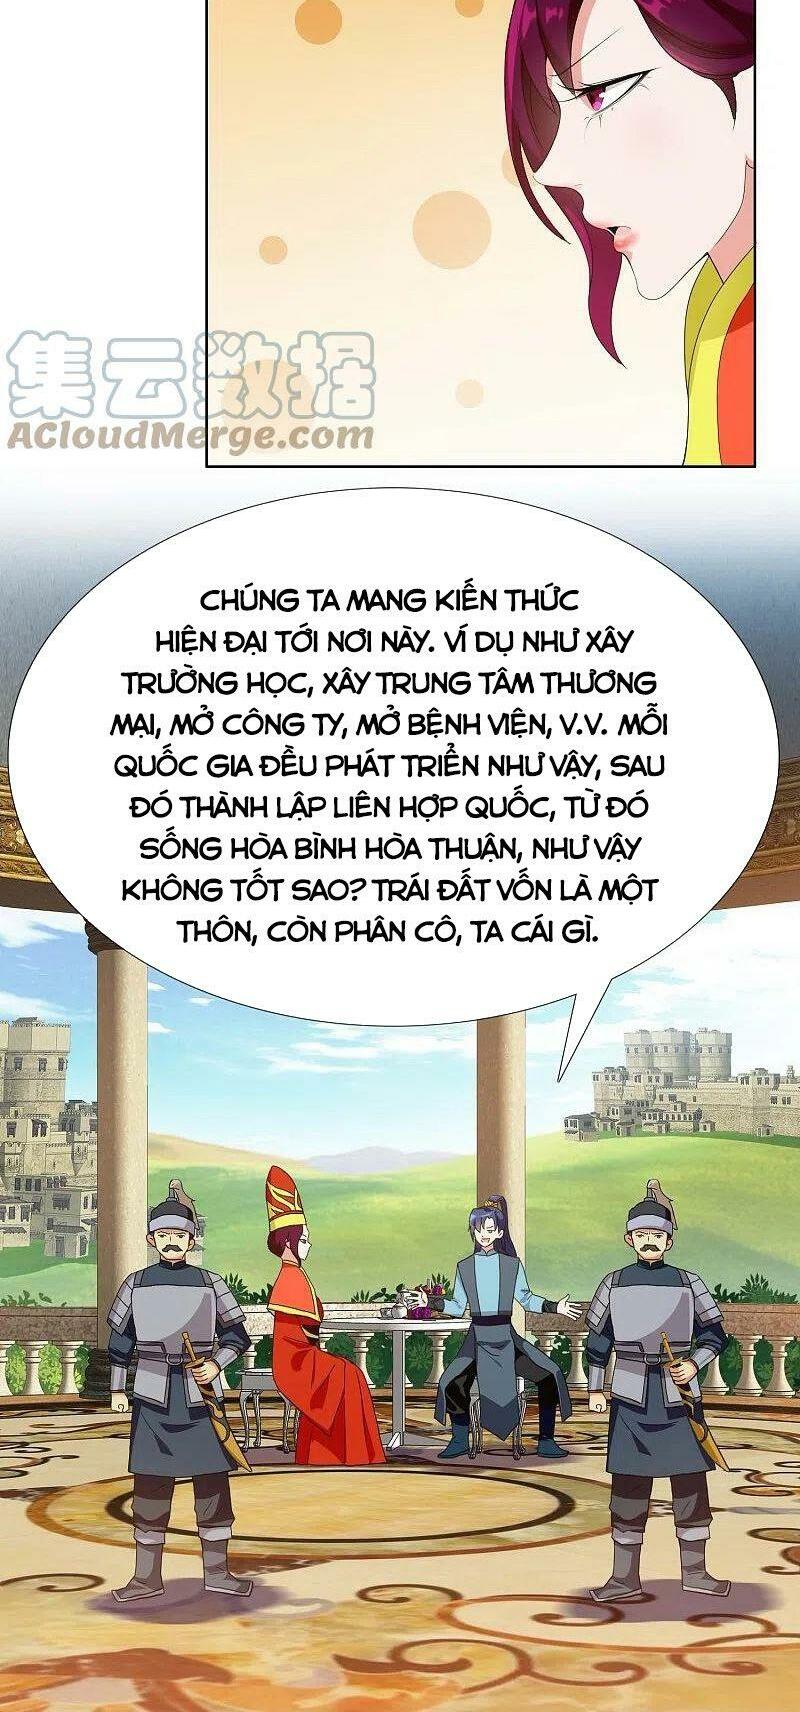 集云数据
AcloudMerge.com
CHÚNG TA MANG KIẾN THỨC
HIỆN ĐẠI TỚI NƠI NÀY. VÍ DỤ NHƯ XÂY
TRƯỜNG HỌC, XÂY TRUNG TÂM THƯƠNG
MẠI, MỞ CÔNG TY, MỞ BỆNH VIỆN, V.V. MỖI
QUỐC GIA ĐỀU PHÁT TRIỂN NHƯ VẬY, SAU
ĐÓ THÀNH LẬP LIÊN HỢP QUỐC, TỪ ĐÓ
SỐNG HÒA BÌNH HÒA THUẬN, NHƯ VẬY
KHÔNG TỐT SAO? TRÁI ĐẤT VỐN LÀ MỘT
THÔN, CÒN PHÂN CÔ, TA CÁI GÌ.